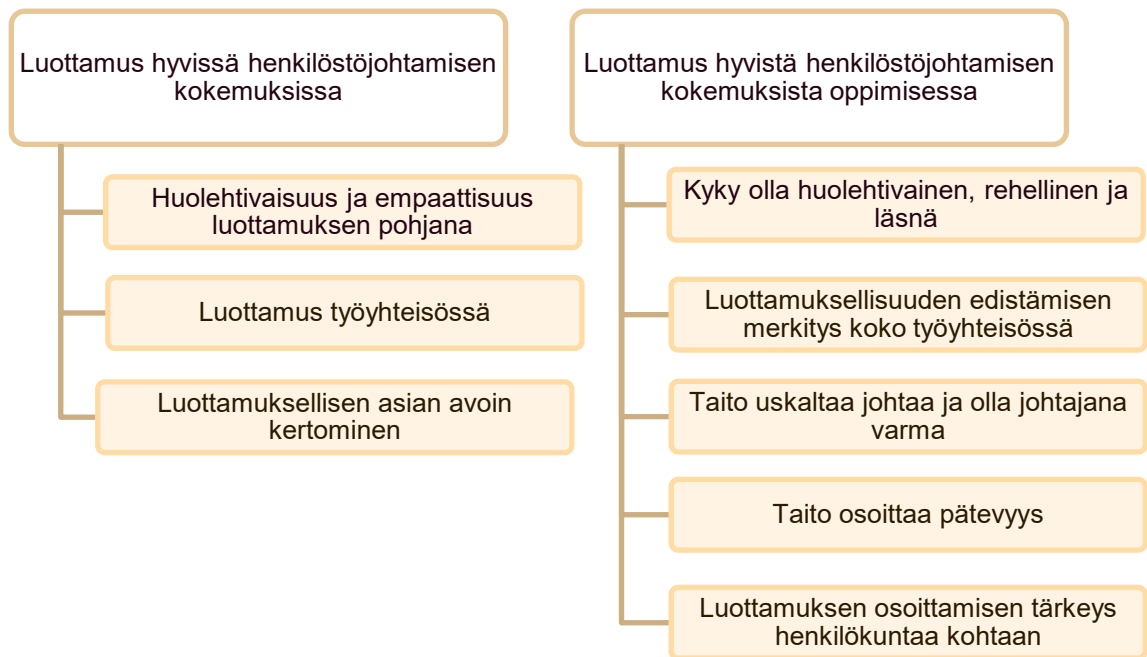 Luottamus hyvissä henkilöstöjohtamisen
kokemuksissa
Huolehtivaisuus ja empaattisuus
luottamuksen pohjana
Luottamus työyhteisössä
Luottamuksellisen asian avoin
kertominen
Luottamus hyvistä henkilöstöjohtamisen
kokemuksista oppimisessa
Kyky olla huolehtivainen, rehellinen ja
läsnä
Luottamuksellisuuden edistämisen
merkitys koko työyhteisössä
Taito uskaltaa johtaa ja olla johtajana
varma
Taito osoittaa pätevyys
Luottamuksen osoittamisen tärkeys
henkilökuntaa kohtaan